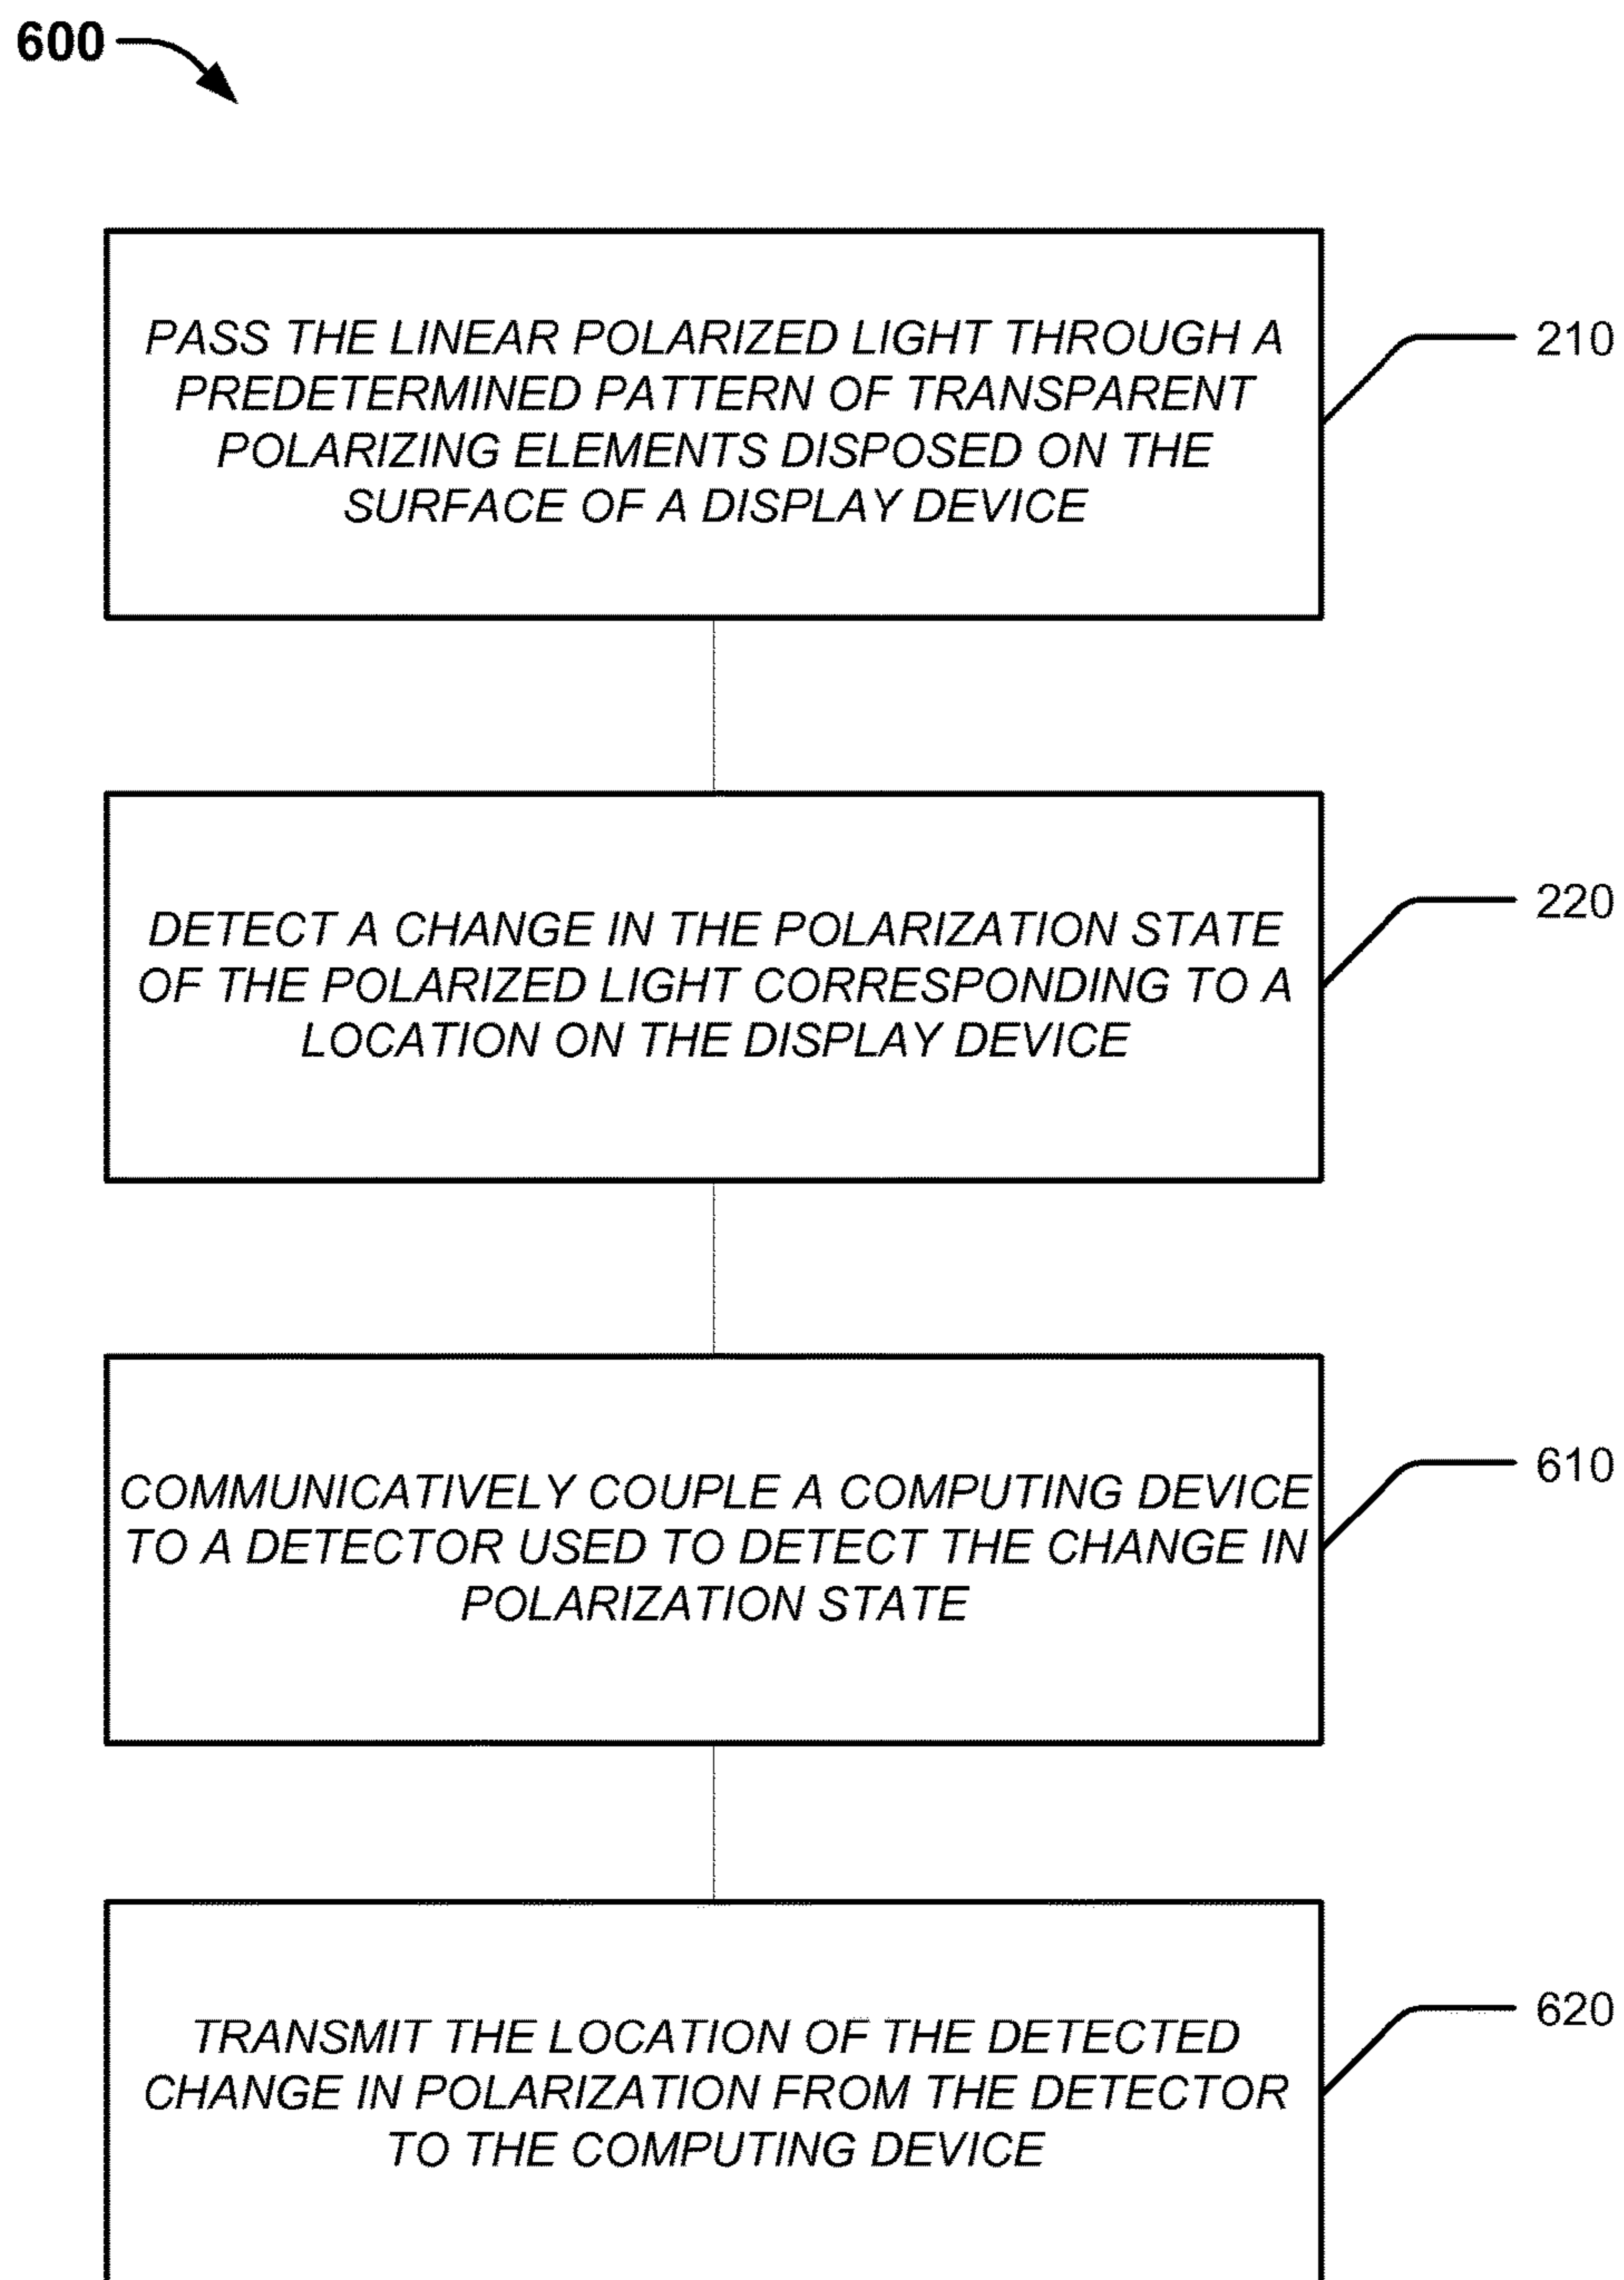 600
PASS THE LINEAR POLARIZED LIGHT THROUGH A
PREDETERMINED PATTERN OF TRANSPARENT
POLARIZING ELEMENTS DISPOSED ON THE
SURFACE OF A DISPLAY DEVICE
210
DETECT A CHANGE IN THE POLARIZATION STATE
OF THE POLARIZED LIGHT CORRESPONDING TO A
LOCATION ON THE DISPLAY DEVICE
220
COMMUNICATIVELY COUPLE A COMPUTING DEVICE
TO A DETECTOR USED TO DETECT THE CHANGE IN
POLARIZATION STATE
610
TRANSMIT THE LOCATION OF THE DETECTED
CHANGE IN POLARIZATION FROM THE DETECTOR
TO THE COMPUTING DEVICE
620